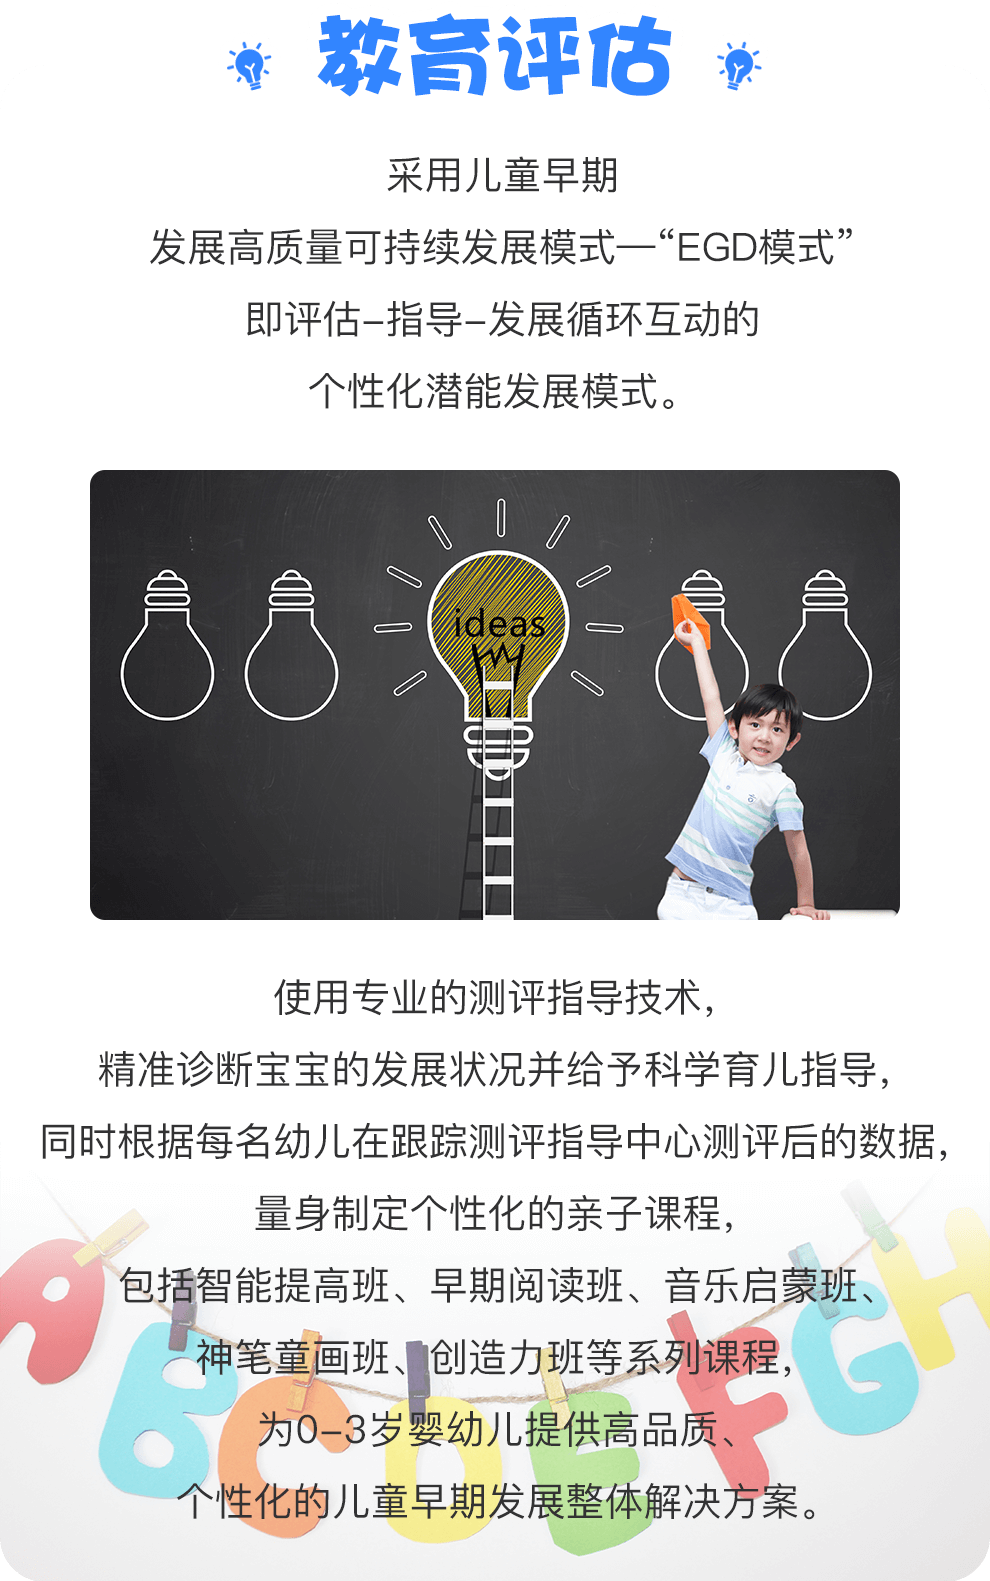 教育评估
采用儿童早期
发展高质量可持续发展模式—“EGD模式”
即评估-指导-发展循环互动的
个性化潜能发展模式。
ideas
使用专业的测评指导技术，
精准诊断宝宝的发展状况并给予科学育儿指导，
同时根据每名幼儿在跟踪测评指导中心测评后的数据，
量身制定个性化的亲子课程，
包括智能提高班、早期阅读班、音乐启蒙班、
神笔童画班、创造力班等系列课程，
为0-3岁婴幼儿提供高品质、
个性化的儿童早期发展整体解决方案。
A B C D E F G H